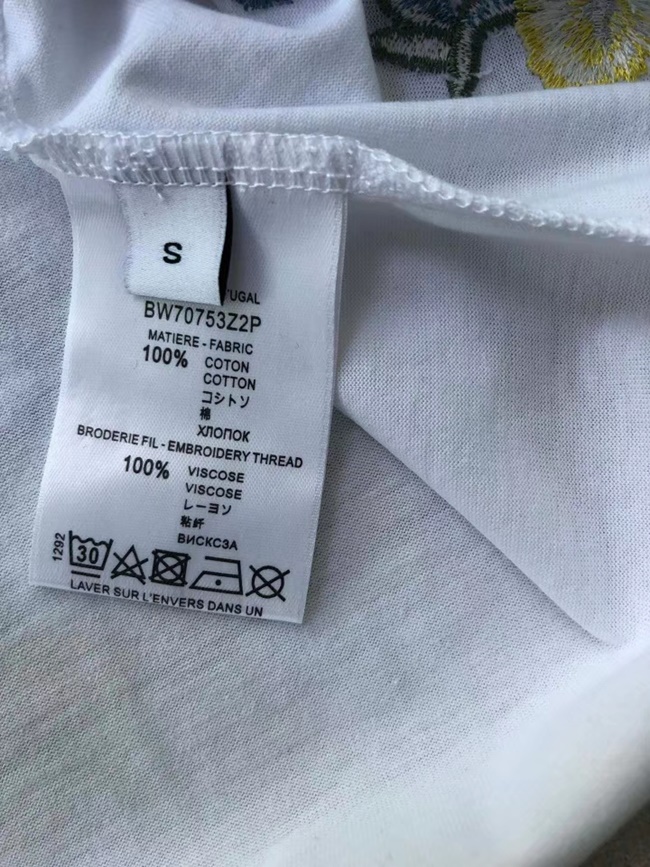 S
UGAL
BW70753Z2P
MATIERE - FABRIC
100% COTON
COTTON
コシトソ
棉
ХЛОПОК
BRODERIE FIL - EMBROIDERY THREAD
100% VISCOSE
VISCOSE
レーヨソ
粘纤
ВИСКСЗА
1292
30
LAVER SUR L'ENVERS DANS UN